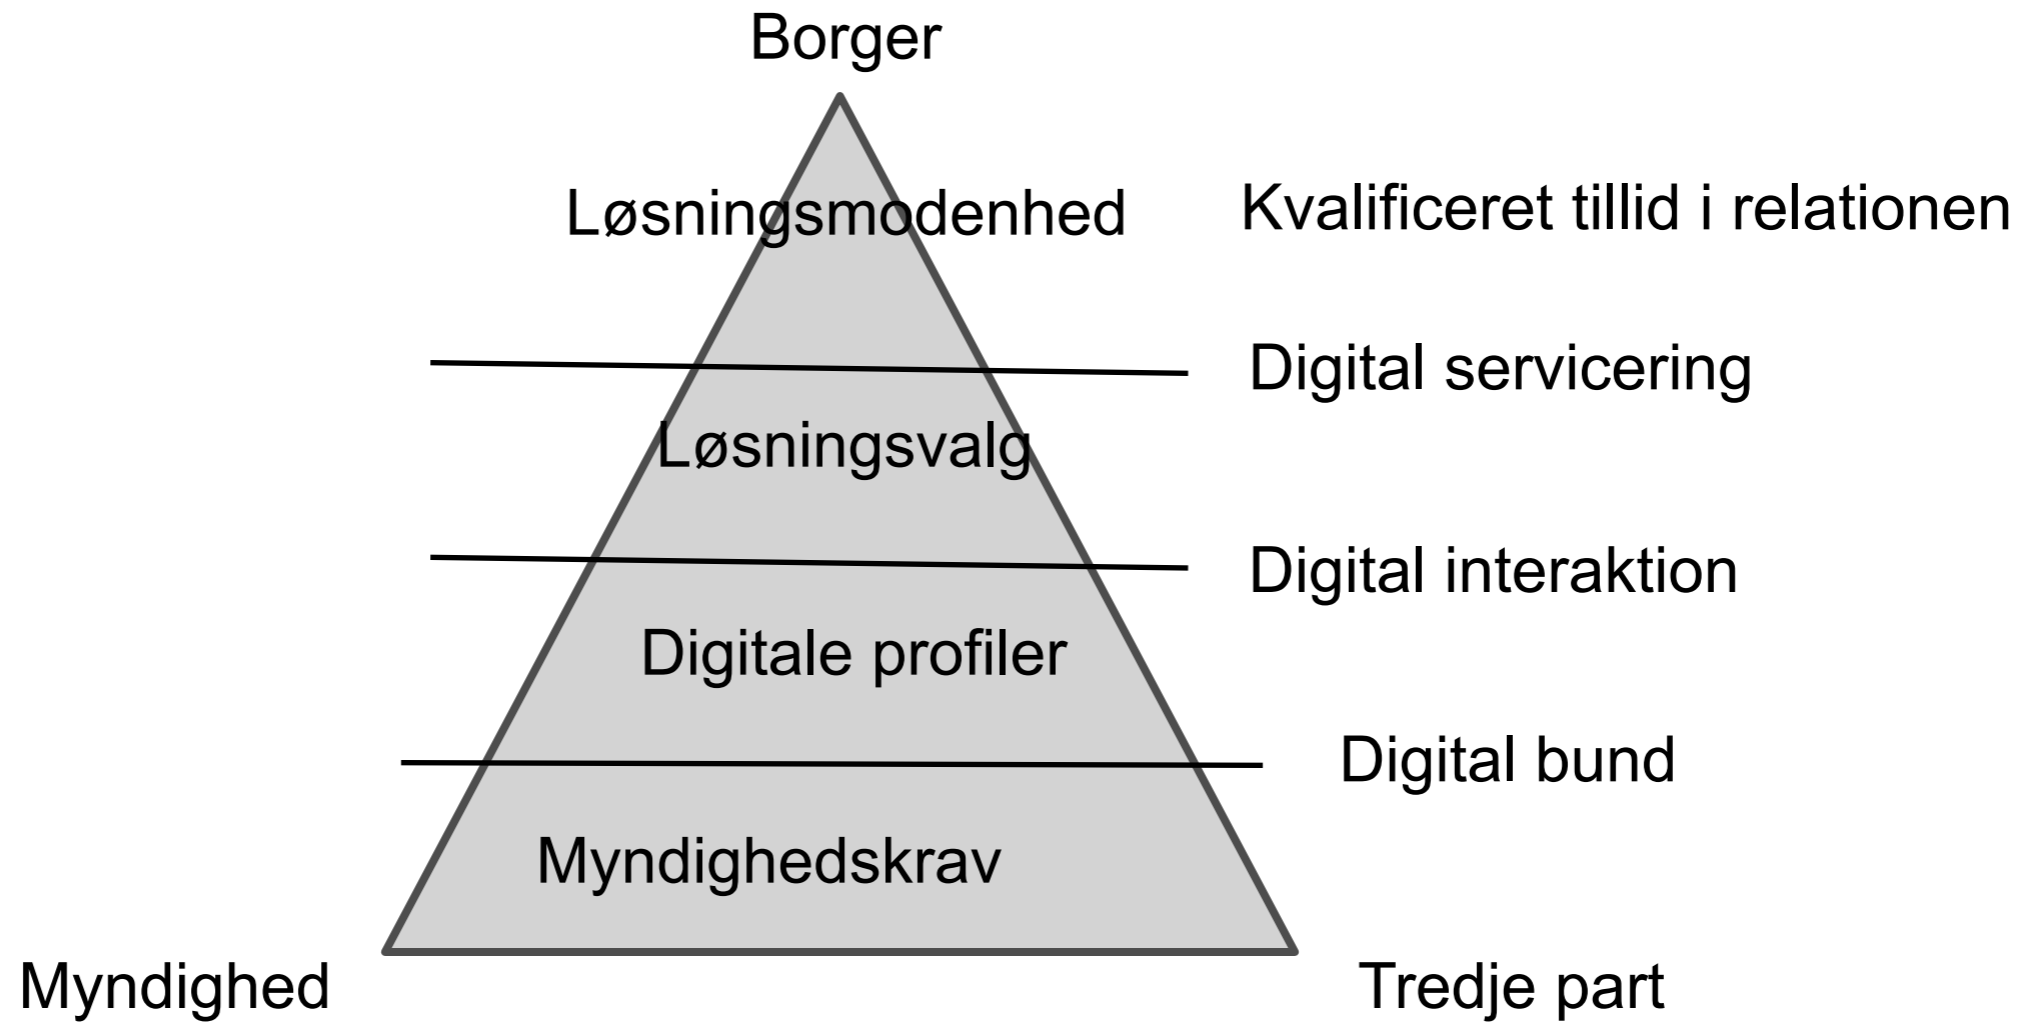 Borger
Løsningsmodenhed
Kvalificeret tillid i relationen
Digital servicering
Løsningsvalg
Digital interaktion
Digitale profiler
Digital bund
Myndighedskrav
Myndighed
Tredje part